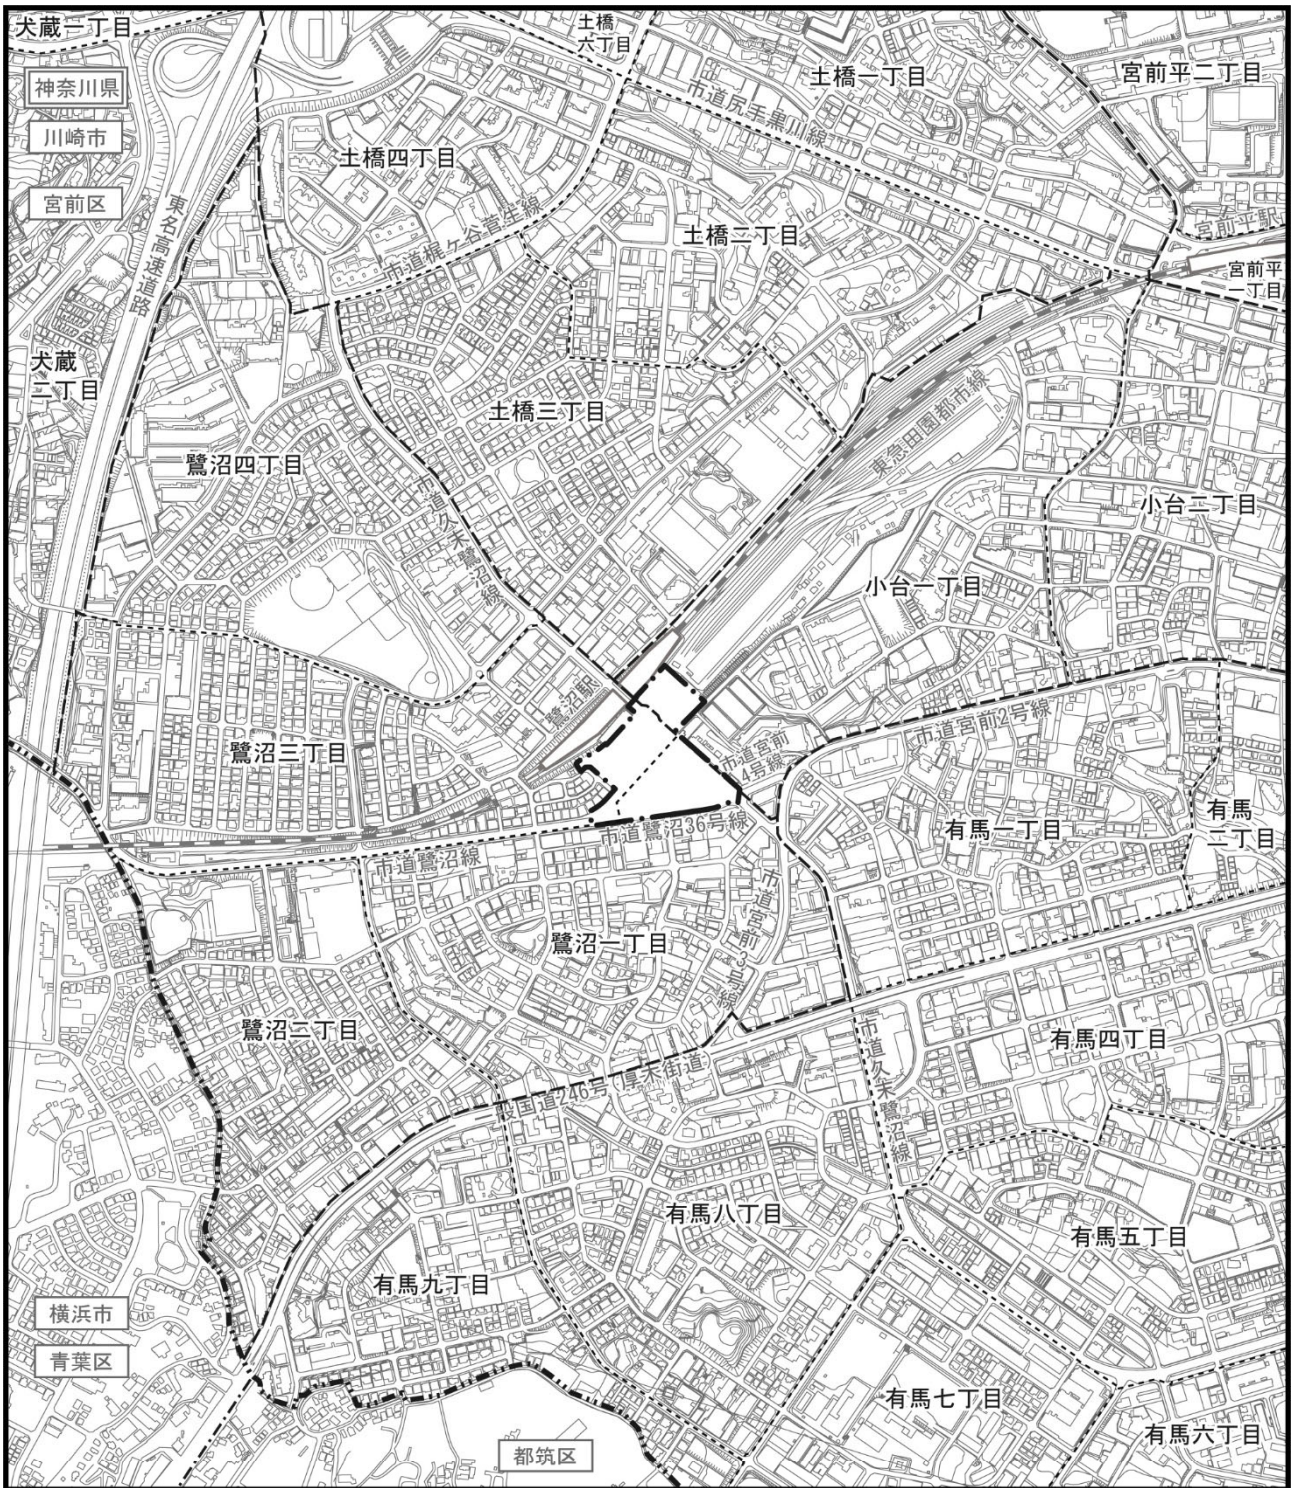 犬蔵一丁目
土橋
六丁目
土橋一丁目
宮前平二丁目
神奈川県
川崎市
宮前区
市道尻手黒川線
土橋四丁目
東名高速道路
市道梶ヶ谷菅生線
土橋二丁目
宮前平駅
宮前平
一丁目
犬蔵
二丁目
土橋三丁目
東急田園都市線
鷺沼四丁目
市道久末鷺沼線
小台二丁目
小台一丁目
鷺沼駅
鷺沼三丁目
市道宮前
4号線
市道宮前2号線
有馬一丁目
有馬
二丁目
市道鷺沼36号線
市道鷺沼線
市道宮前3号線
鷺沼一丁目
鷺沼二丁目
有馬四丁目
般国道246号(厚木街道)
市道久末鷺沼線
有馬八丁目
有馬五丁目
有馬九丁目
横浜市
青葉区
有馬七丁目
有馬六丁目
都筑区